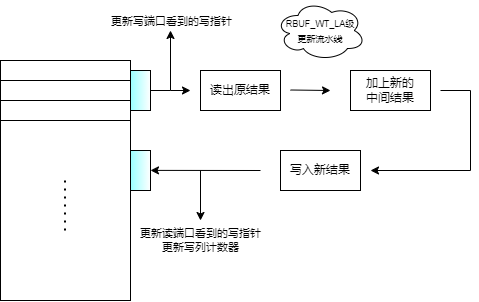 更新写端口看到的写指针
RBUF_WT_LA级
更新流水线
读出原结果
加上新的
中间结果
写入新结果
更新读端口看到的写指针
更新写列计数器